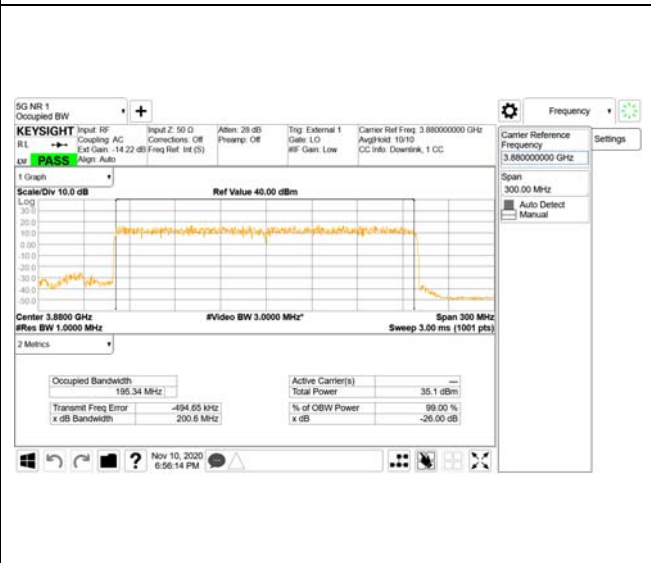 5G NR 1
Occupied BW
+
Frequency
KEYSIGHT
RL
PASS
Input: RF
Coupling: AC
Ext Gain: -14.22 dB
Align: Auto
Input Z: 50 Ω
Corrections: Off
Freq Ref: Int (S)
Atten: 28 dB
Preamp: Off
Trig: External 1
Gate: LO
#IF Gain: Low
Carrier Ref Freq: 3.880000000 GHz
Avg|Hold: 10/10
CC Info: Downlink, 1 CC
Carrier Reference
Frequency
3.880000000 GHz
Settings
Span
300.00 MHz
Auto Detect
Manual
1 Graph
Scale/Div 10.0 dB
Ref Value 40.00 dBm
Log
30.0
20.0
10.0
0.00
-10.0
-20.0
-30.0
-40.0
-50.0
Center 3.8800 GHz
#Video BW 3.0000 MHz*
Span 300 MHz
#Res BW 1.0000 MHz
Sweep 3.00 ms (1001 pts)
2 Metrics
Occupied Bandwidth
195.34 MHz
Active Carrier(s)
---
Total Power
35.1 dBm
Transmit Freq Error
-494.65 kHz
% of OBW Power
99.00 %
x dB Bandwidth
200.6 MHz
x dB
-26.00 dB
?
Nov 10, 2020
6:56:14 PM